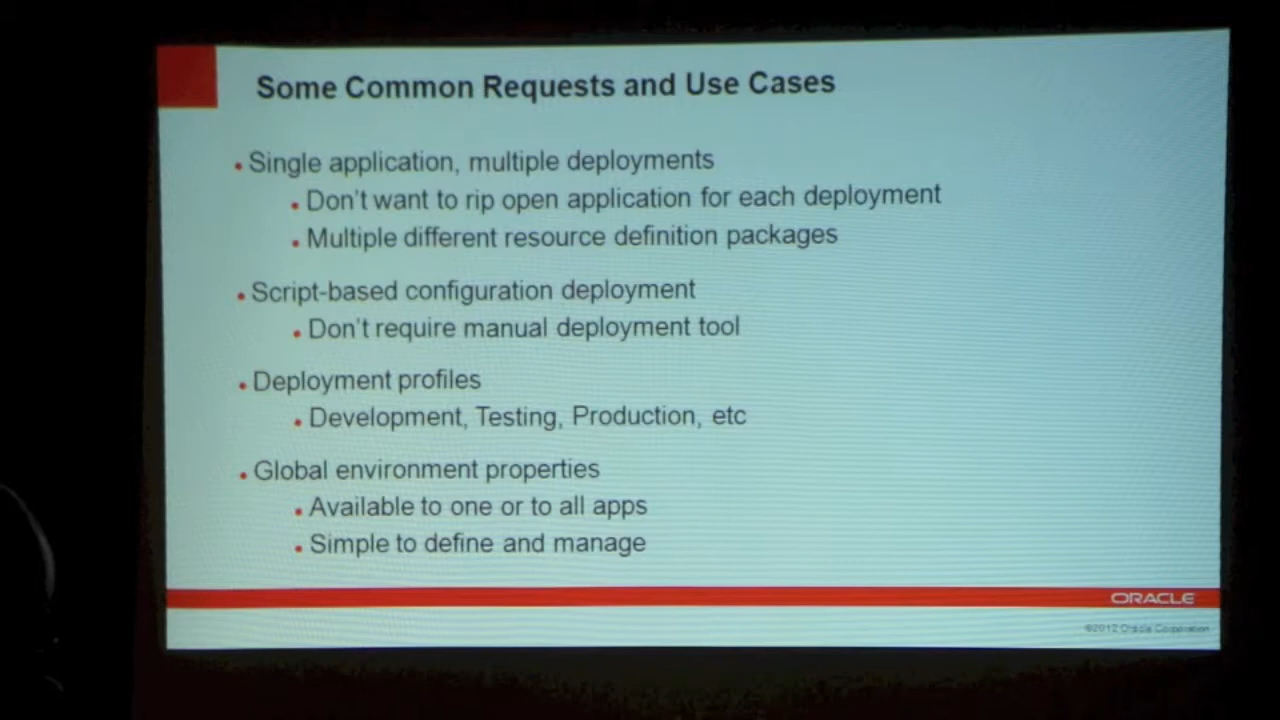 Some Common Requests and Use Cases
• Single application, multiple deployments
• Don't want to rip open application for each deployment
• Multiple different resource definition packages
• Script-based configuration deployment
• Don't require manual deployment tool
• Deployment profiles
• Development, Testing, Production, etc
• Global environment properties
• Available to one or to all apps
• Simple to define and manage
ORACLE
©2012 Oracle Corporation